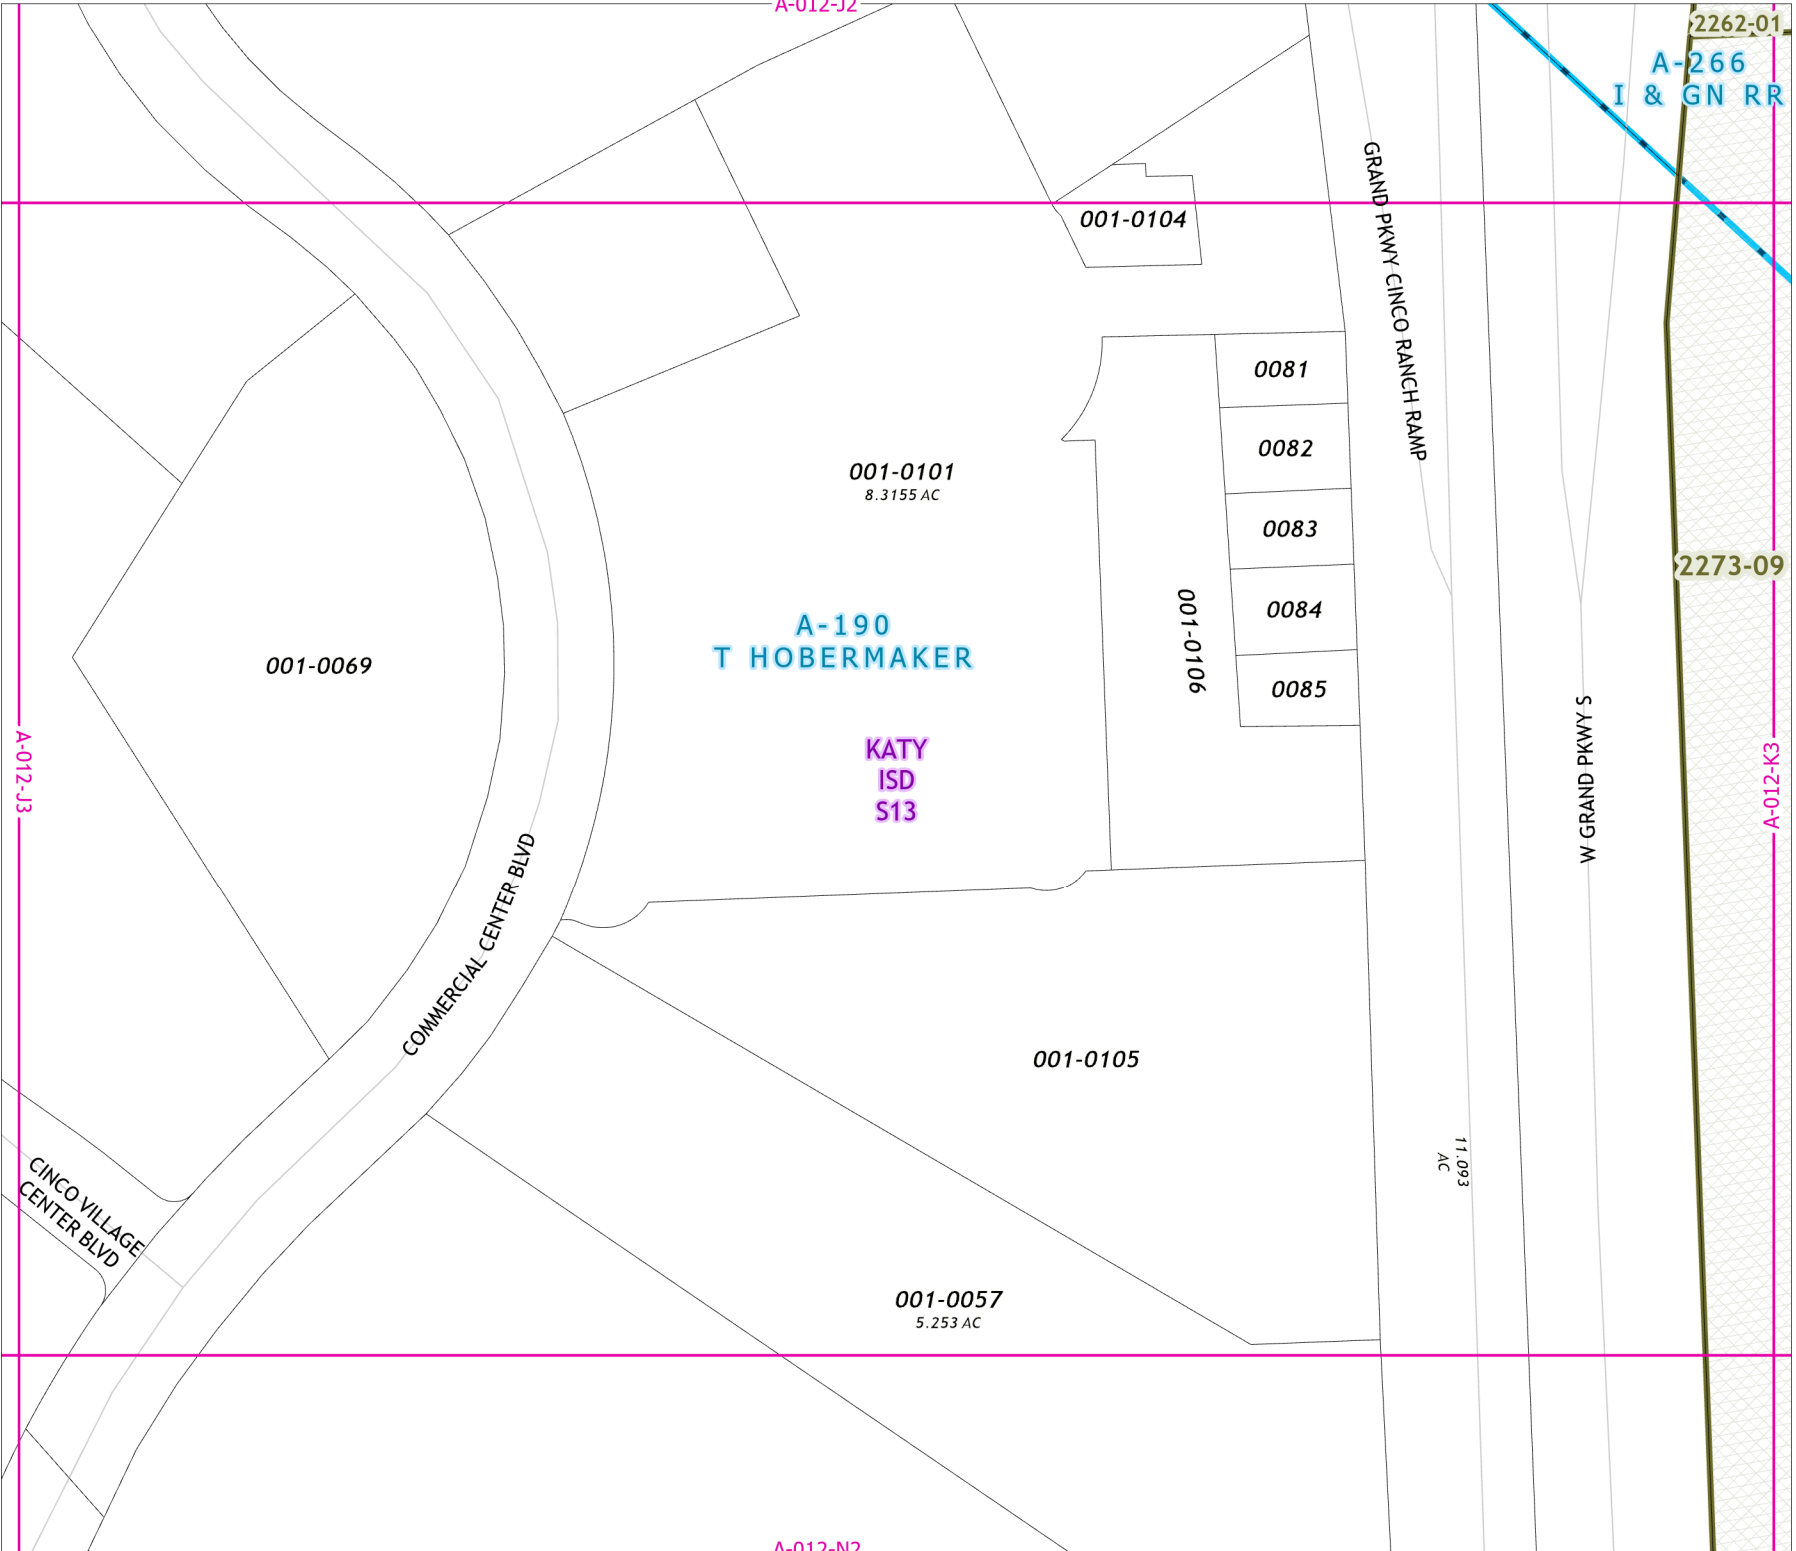 A-012-J2
2262-01
A-266
I & GN RR
GRAND PKWY CINCO RANCH RAMP
001-0104
0081
0082
0083
0084
0085
001-0101
8.3155 AC
001-0106
2273-09
A-190
T HOBERMAKER
001-0069
KATY
ISD
S13
A-012-J3
W GRAND PKWY S
A-012-K3
COMMERCIAL CENTER BLVD
001-0105
11.093
AC
CINCO VILLAGE
CENTER BLVD
001-0057
5.253 AC
A-012-N2